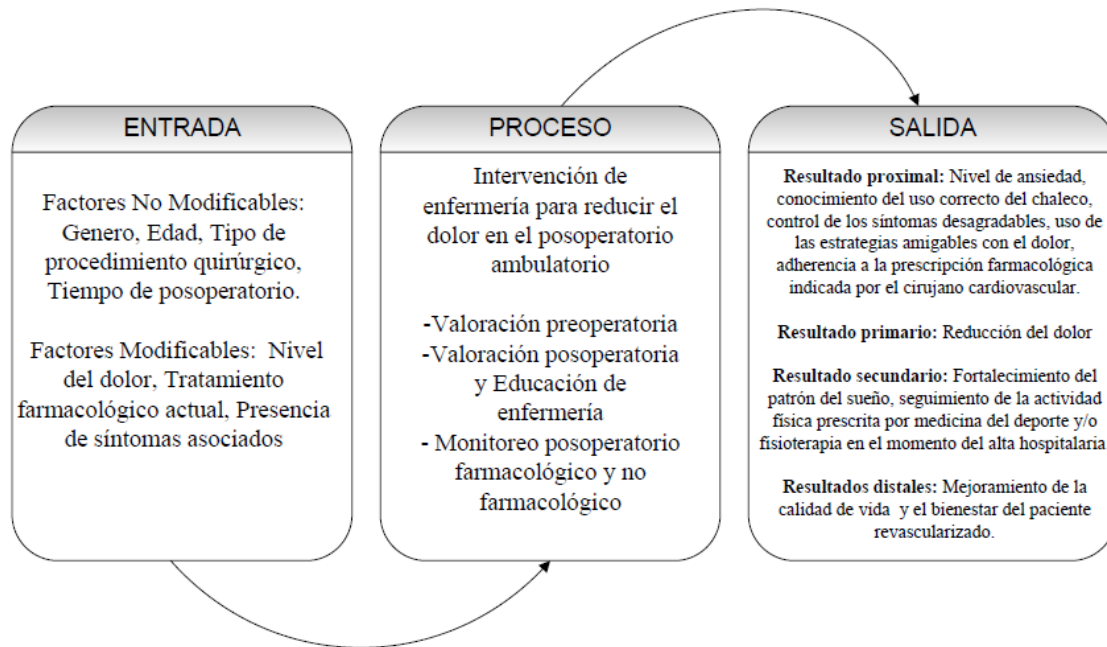 ENTRADA
Factores No Modificables:
Genero, Edad, Tipo de
procedimiento quirúrgico,
Tiempo de posoperatorio.
Factores Modificables: Nivel
del dolor, Tratamiento
farmacológico actual, Presencia
de síntomas asociados
PROCESO
Intervención de
enfermería para reducir el
dolor en el posoperatorio
ambulatorio
-Valoración preoperatoria
-Valoración posoperatoria
y Educación de
enfermería
- Monitoreo posoperatorio
farmacológico y no
farmacológico
SALIDA
Resultado proximal: Nivel de ansiedad,
conocimiento del uso correcto del chaleco,
control de los síntomas desagradables, uso de
las estrategias amigables con el dolor,
adherencia a la prescripción farmacológica
indicada por el cirujano cardiovascular.
Resultado primario: Reducción del dolor
Resultado secundario: Fortalecimiento del
patrón del sueño, seguimiento de la actividad
física prescrita por medicina del deporte y/o
fisioterapia en el momento del alta hospitalaria
Resultados distales: Mejoramiento de la
calidad de vida y el bienestar del paciente
revascularizado.